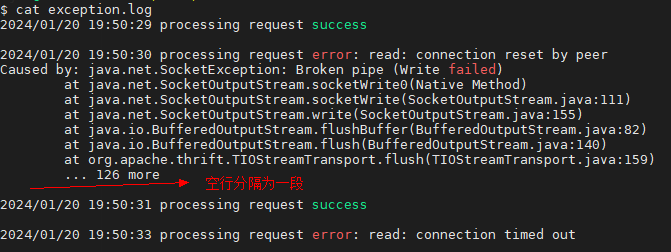 $ cat exception.log
2024/01/20 19:50:29 processing request success
2024/01/20 19:50:30 processing request error: read: connection reset by peer
Caused by: java.net.SocketException: Broken pipe (Write failed)
at java.net.SocketOutputStream.socketWrite0(Native Method)
at java.net.SocketOutputStream.socketWrite(SocketOutputStream.java:111)
at java.net.SocketOutputStream.write(SocketOutputStream.java:155)
at java.io.BufferedOutputStream.flushBuffer(BufferedOutputStream.java:82)
at java.io.BufferedOutputStream.flush(BufferedOutputStream.java:140)
at org.apache.thrift.TIOStreamTransport.flush(TIOStreamTransport.java:159)
... 126 more
空行分隔为一段
2024/01/20 19:50:31 processing request success
2024/01/20 19:50:33 processing request error: read: connection timed out